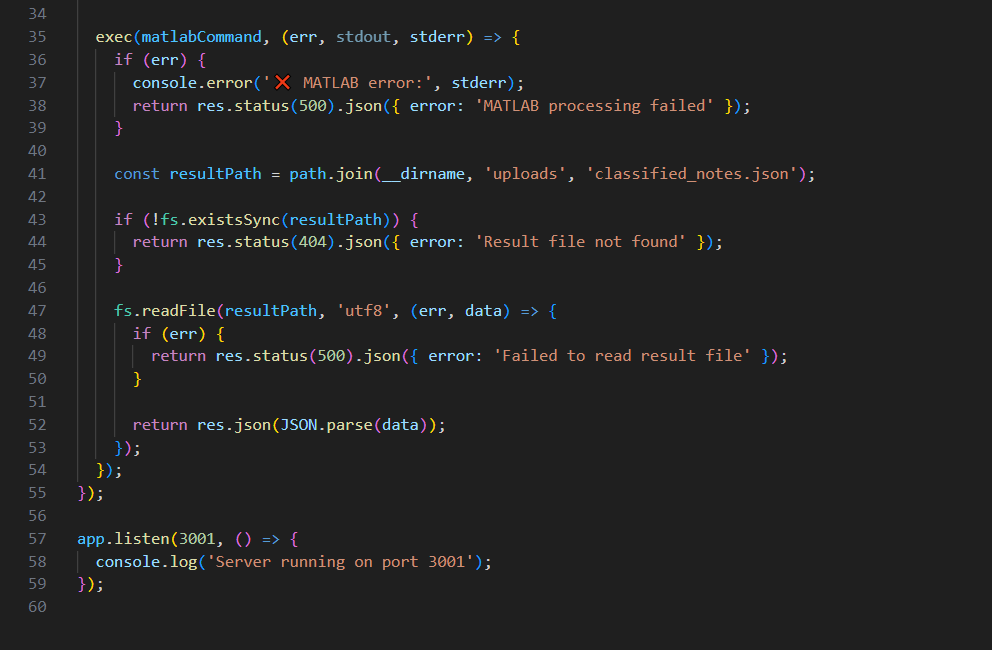 34
35 exec(matlabCommand, (err, stdout, stderr) => {
36 if (err) {
37 console.error('❌ MATLAB error:', stderr);
38 return res.status(500).json({ error: 'MATLAB processing failed' });
39 }
40
41 const resultPath = path.join(__dirname, 'uploads', 'classified_notes.json');
42
43 if (!fs.existsSync(resultPath)) {
44 return res.status(404).json({ error: 'Result file not found' });
45 }
46
47 fs.readFile(resultPath, 'utf8', (err, data) => {
48 if (err) {
49 return res.status(500).json({ error: 'Failed to read result file' });
50 }
51
52 return res.json(JSON.parse(data));
53 });
54 });
55 });
56
57 app.listen(3001, () => {
58 console.log('Server running on port 3001');
59 });
60